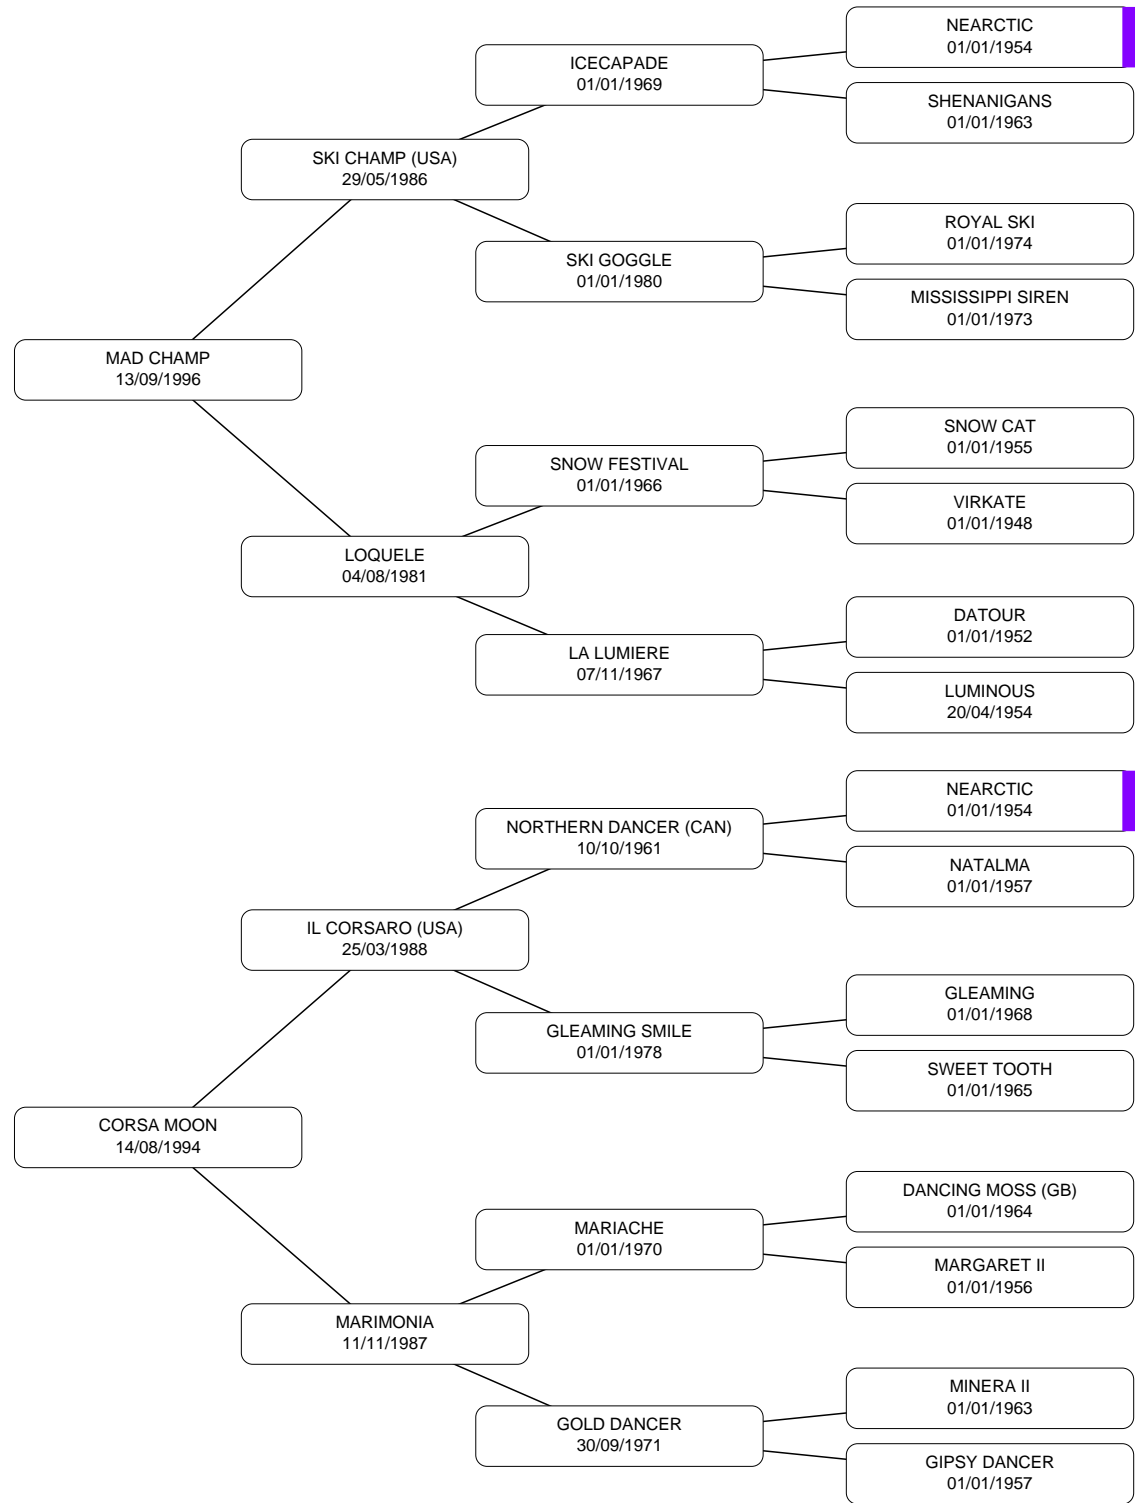 NEARCTIC
01/01/1954
ICECAPADE
01/01/1969
SHENANIGANS
01/01/1963
SKI CHAMP (USA)
29/05/1986
ROYAL SKI
01/01/1974
SKI GOGGLE
01/01/1980
MISSISSIPPI SIREN
01/01/1973
MAD CHAMP
13/09/1996
SNOW CAT
01/01/1955
SNOW FESTIVAL
01/01/1966
VIRKATE
01/01/1948
LOQUELE
04/08/1981
DATOUR
01/01/1952
LA LUMIERE
07/11/1967
LUMINOUS
20/04/1954
NEARCTIC
01/01/1954
NORTHERN DANCER (CAN)
10/10/1961
NATALMA
01/01/1957
IL CORSARO (USA)
25/03/1988
GLEAMING
01/01/1968
GLEAMING SMILE
01/01/1978
SWEET TOOTH
01/01/1965
CORSA MOON
14/08/1994
DANCING MOSS (GB)
01/01/1964
MARIACHE
01/01/1970
MARGARET II
01/01/1956
MARIMONIA
11/11/1987
MINERA II
01/01/1963
GOLD DANCER
30/09/1971
GIPSY DANCER
01/01/1957